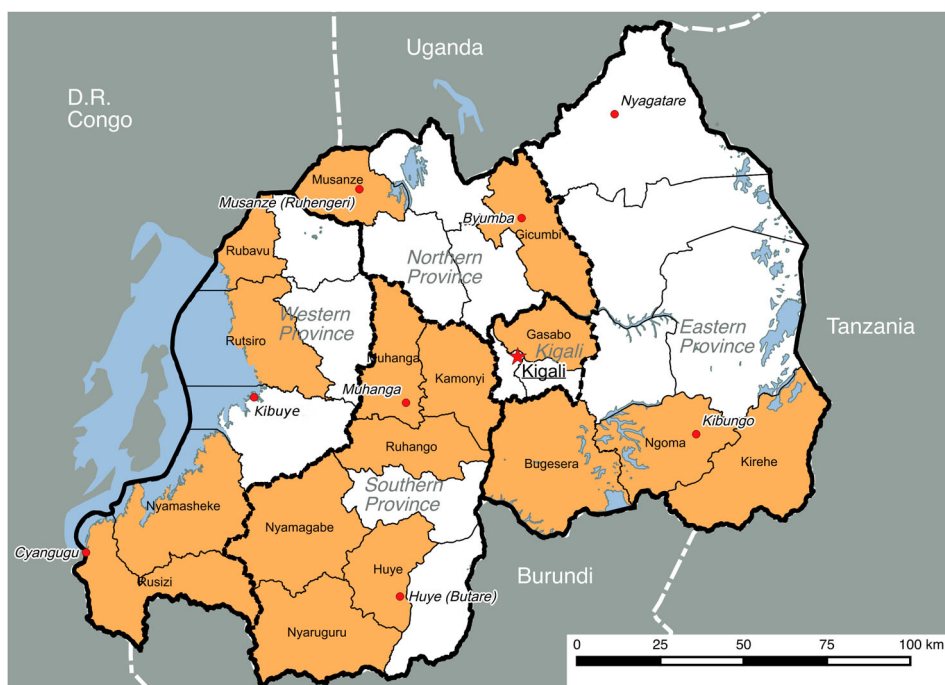 Uganda
D.R.
Congo
Nyagatare
Musanze
Musanze (Ruhengeri)
Byumba
Gicumbi
Rubavu
Northern
Province
Western
Province
Rutsiro
Gasabo
Kigali
Kigali
Eastern
Province
Tanzania
Muhanga
Kamonyi
Muhanga
Kibuye
Kibungo
Ngoma
Ruhango
Bugesera
Kirehe
Southern
Province
Nyamasheke
Nyamagabe
Cyangugu
Huye
Rusizi
Burundi
Huye (Butare)
Nyaruguru
0 25 50 75 100 km